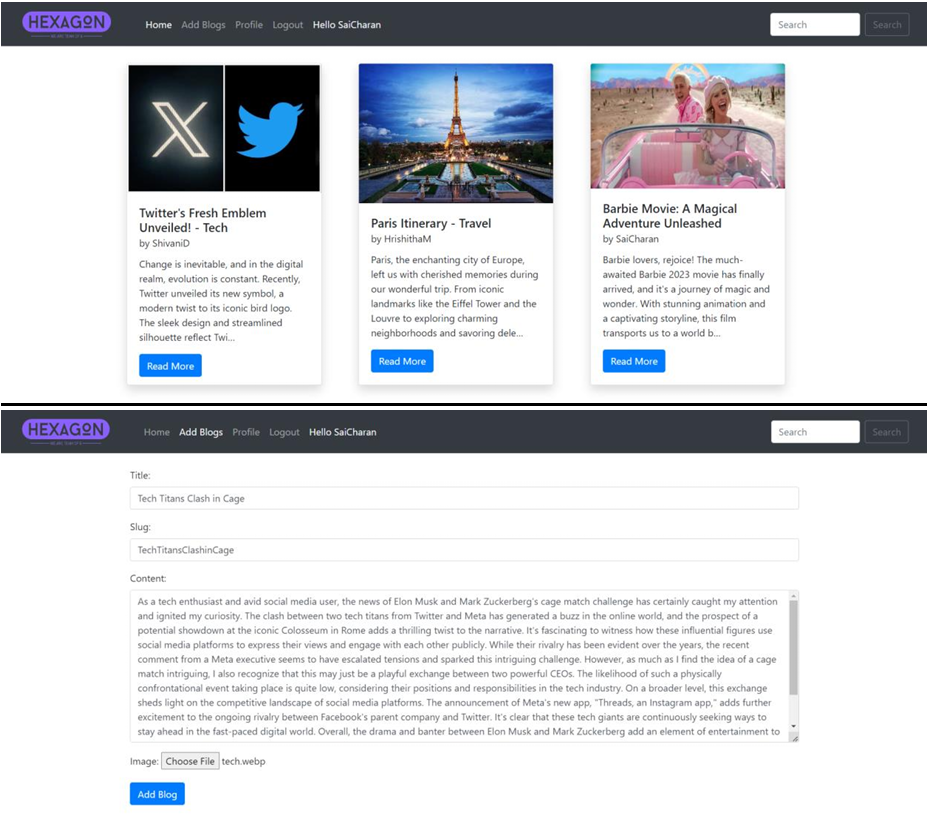 HEXAGON
Home Add Blogs Profile Logout Hello SaiCharan
Search Search
Twitter's Fresh Emblem
Unveiled! - Tech
by ShivaniD
Change is inevitable, and in the digital
realm, evolution is constant. Recently,
Twitter unveiled its new symbol, a
modern twist to its iconic bird logo.
The sleek design and streamlined
silhouette reflect Twi...
Read More
Paris Itinerary - Travel
by HrishithaM
Paris, the enchanting city of Europe,
left us with cherished memories during
our wonderful trip. From iconic
landmarks like the Eiffel Tower and the
Louvre to exploring charming
neighborhoods and savoring dele...
Read More
Barbie Movie: A Magical
Adventure Unleashed
by SaiCharan
Barbie lovers, rejoice! The much-
awaited Barbie 2023 movie has finally
arrived, and it's a journey of magic and
wonder. With stunning animation and
a captivating storyline, this film
transports us to a world b...
Read More
HEXAGON
Home Add Blogs Profile Logout Hello SaiCharan
Search Search
Title:
Tech Titans Clash in Cage
Slug:
TechTitansClashinCage
Content:
As a tech enthusiast and avid social media user, the news of Elon Musk and Mark Zuckerberg's cage match challenge has certainly caught my attention
and ignited my curiosity. The clash between two tech titans from Twitter and Meta has generated a buzz in the online world, and the prospect of a
potential showdown at the iconic Colosseum in Rome adds a thrilling twist to the narrative. It's fascinating to witness how these influential figures use
social media platforms to express their views and engage with each other publicly. While their rivalry has been evident over the years, the recent
comment from a Meta executive seems to have escalated tensions and sparked this intriguing challenge. However, as much as I find the idea of a cage
match intriguing, I also recognize that this may just be a playful exchange between two powerful CEOs. The likelihood of such a physically
confrontational event taking place is quite low, considering their positions and responsibilities in the tech industry. On a broader level, this exchange
sheds light on the competitive landscape of social media platforms. The announcement of Meta's new app, "Threads, an Instagram app," adds further
excitement to the ongoing rivalry between Facebook's parent company and Twitter. It's clear that these tech giants are continuously seeking ways to
stay ahead in the fast-paced digital world. Overall, the drama and banter between Elon Musk and Mark Zuckerberg add an element of entertainment to
Image: Choose File tech.webp
Add Blog